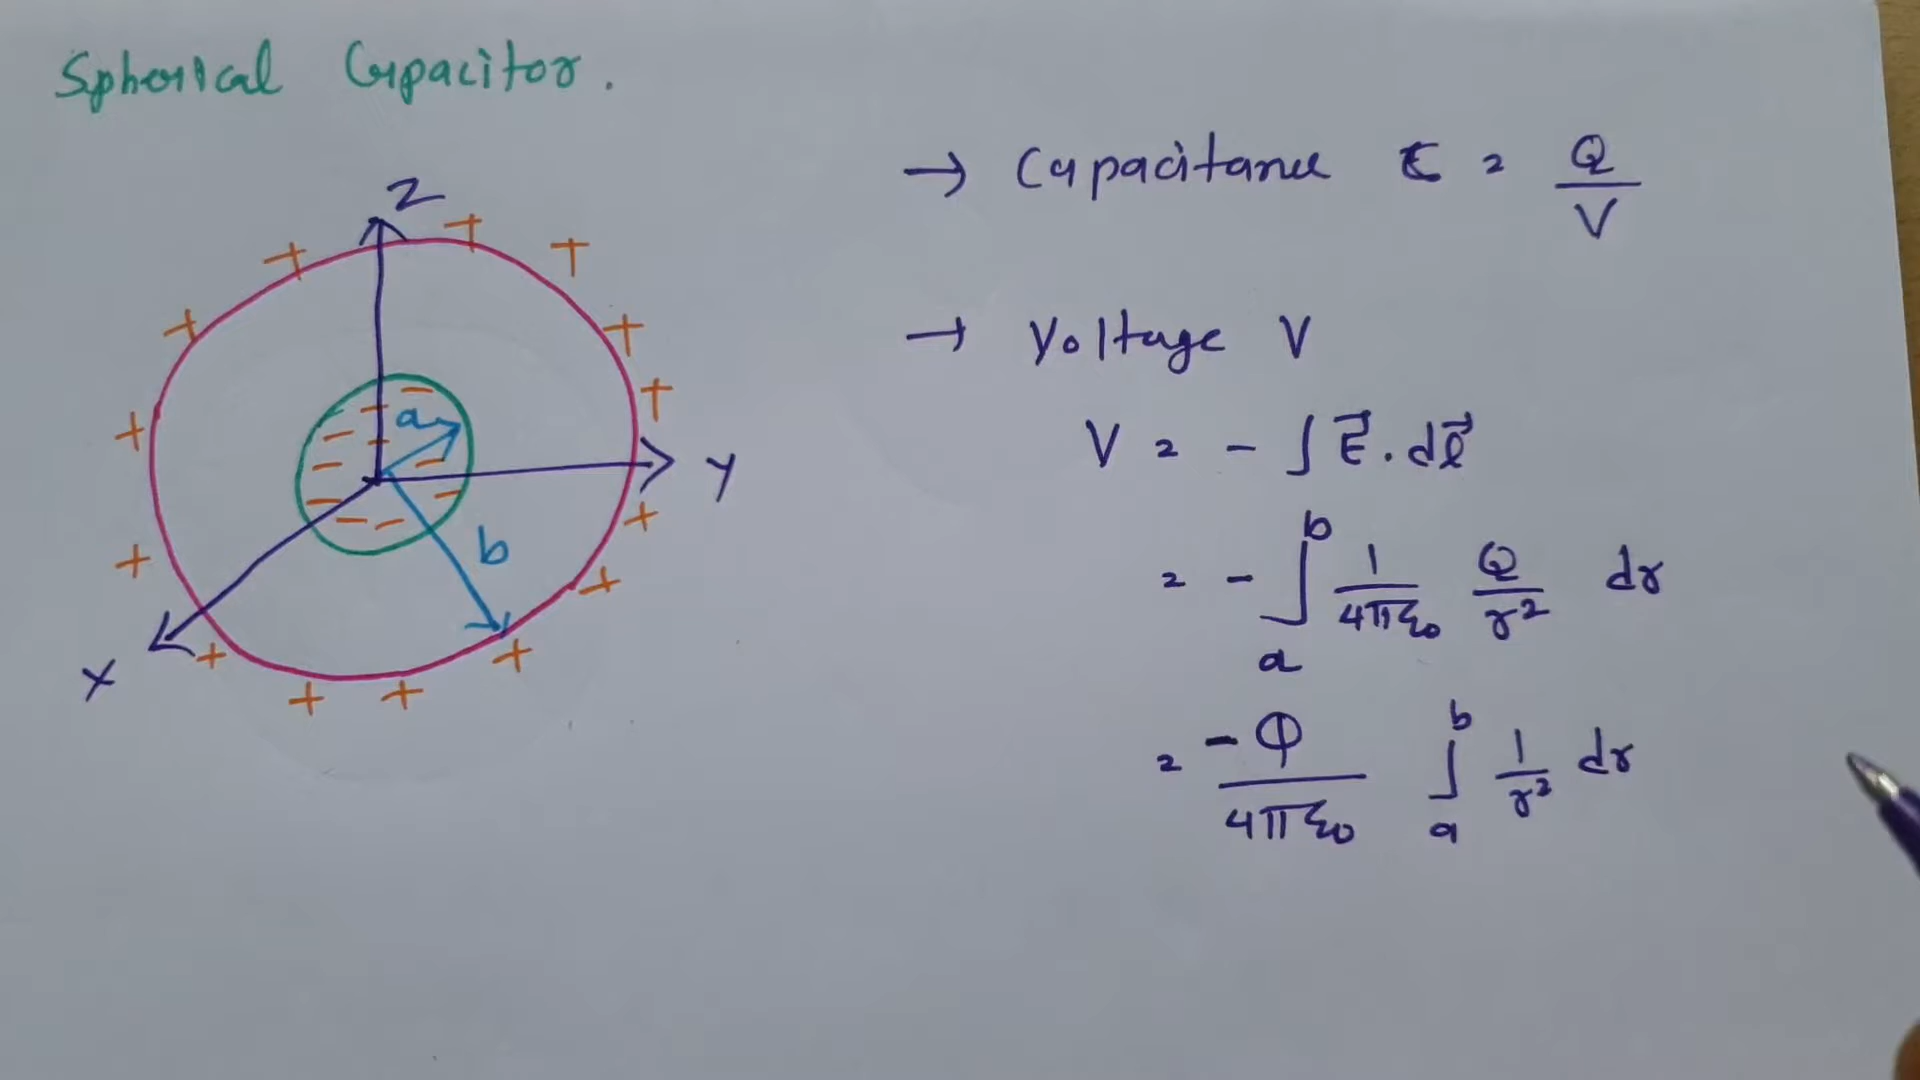 Spherical Capacitor.
→ Capacitance C = Q/V
Z
+ + + + + + + + + + + + + + + +
a
− − − − − − − − − − − −
Y
b
X
→ Voltage V
V = - ∫ E⃗ . dl⃗
= - ∫ₐᵇ 1/4πε₀ Q/r² dr
= -Q/4πε₀ ∫ₐᵇ 1/r² dr